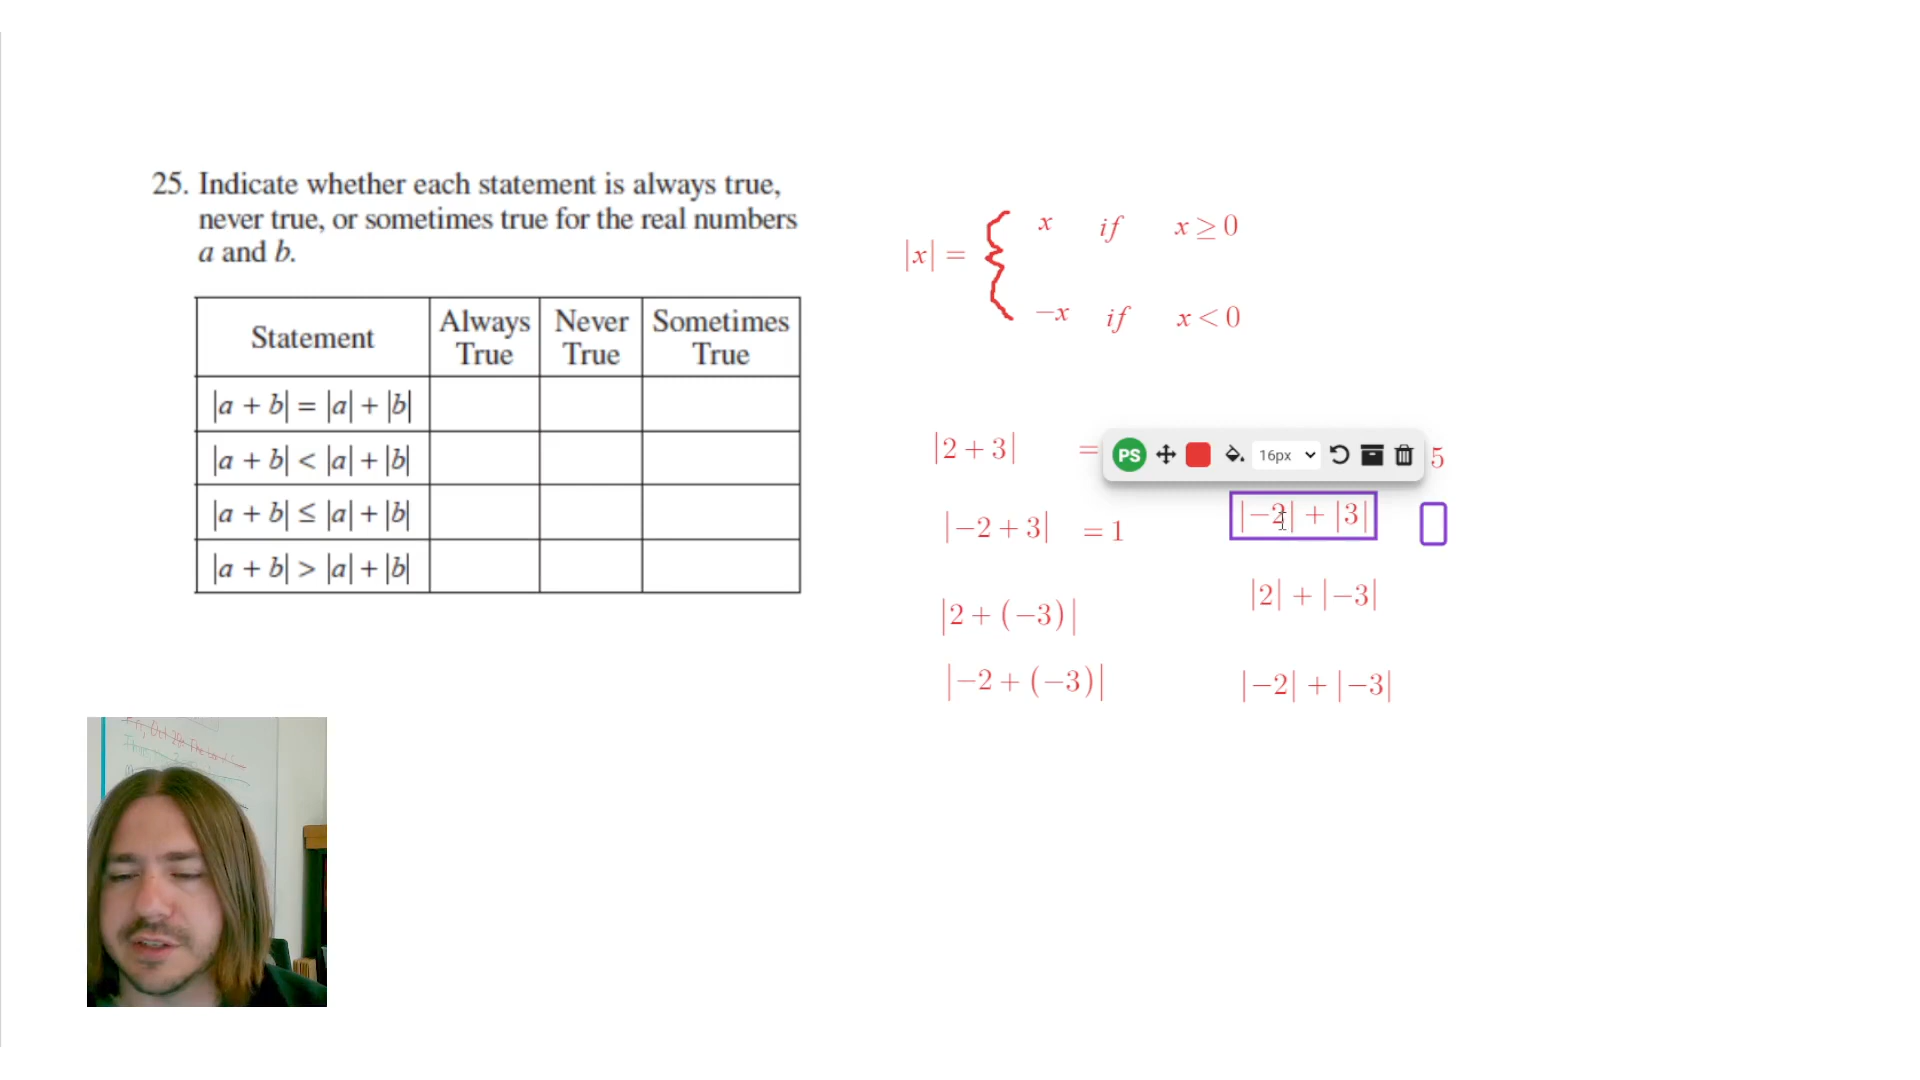 25. Indicate whether each statement is always true,
never true, or sometimes true for the real numbers
a and b.
Statement Always True Never True Sometimes True
|a + b| = |a| + |b|
|a + b| < |a| + |b|
|a + b| ≤ |a| + |b|
|a + b| > |a| + |b|
|x| = { x if x ≥ 0
−x if x < 0
|2 + 3| = 5
PS 16px
|−2 + 3| = 1 |−2| + |3|
|2 + (−3)| |2| + |−3|
|−2 + (−3)| |−2| + |−3|